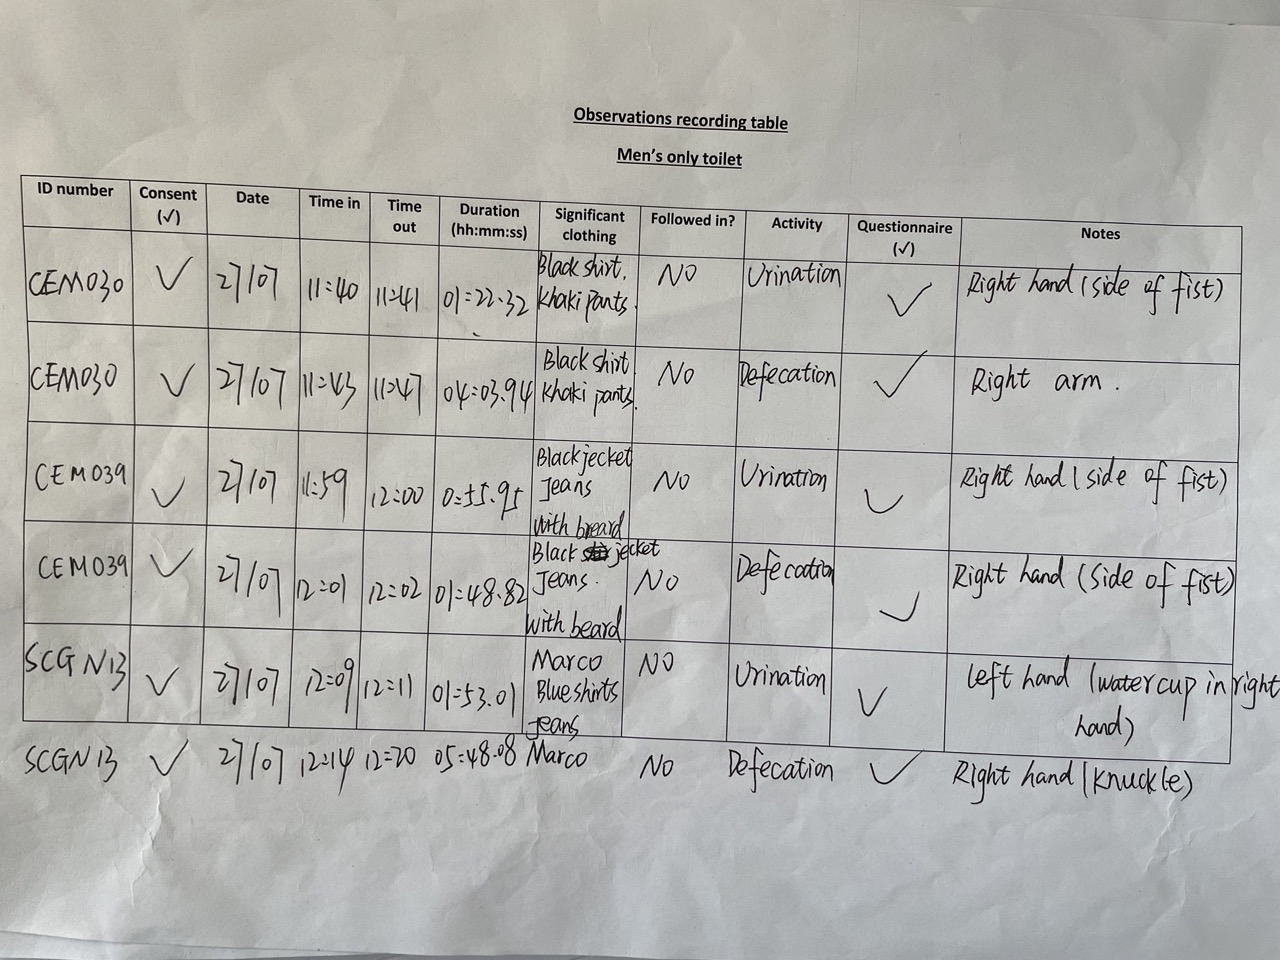 Observations recording table
Men's only toilet
ID number Consent (√) Date Time in Time out Duration (hh:mm:ss) Significant clothing Followed in? Activity Questionnaire (√) Notes
CEM030 ✓ 27/07 11:40 11:41 01:22.32 Black shirt. Khaki pants. NO Urination ✓ Right hand (side of fist)
CEM030 ✓ 27/07 11:43 11:47 04:03.94 Black shirt Khaki pants. No Defecation ✓ Right arm.
CEM039 ✓ 27/07 11:59 12:00 0:55.95 Black jecket Jeans with breard No Urination ✓ Right hand (side of fist)
CEM039 ✓ 27/07 12:01 12:02 01:48.82 Black jecket Jeans. with beard No Defecation ✓ Right hand (side of fist)
SCGN13 ✓ 27/07 12:09 12:11 01:53.01 Marco Blue shirts jeans NO Urination ✓ left hand (water cup in right hand)
SCGN13 ✓ 27/07 12:14 12:20 05:48.08 Marco No Defecation ✓ Right hand (knuckle)